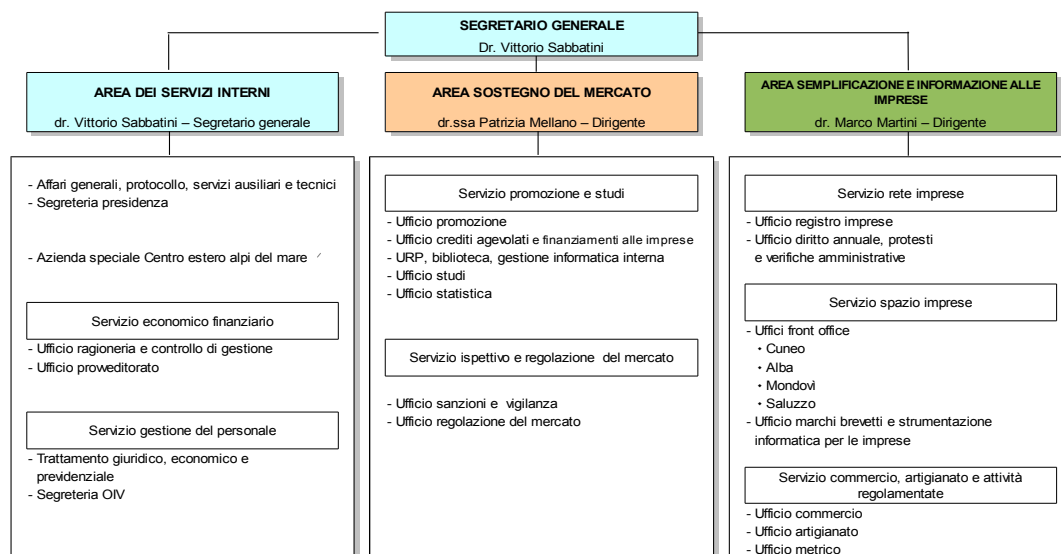 SEGRETARIO GENERALE
Dr. Vittorio Sabbatini
AREA DEI SERVIZI INTERNI
dr. Vittorio Sabbatini – Segretario generale
- Affari generali, protocollo, servizi ausiliari e tecnici
- Segreteria presidenza
- Azienda speciale Centro estero alpi del mare
Servizio economico finanziario
- Ufficio ragioneria e controllo di gestione
- Ufficio provveditorato
Servizio gestione del personale
- Trattamento giuridico, economico e
previdenziale
- Segreteria OIV
AREA SOSTEGNO DEL MERCATO
dr.ssa Patrizia Mellano – Dirigente
Servizio promozione e studi
- Ufficio promozione
- Ufficio crediti agevolati e finanziamenti alle imprese
- URP, biblioteca, gestione informatica interna
- Ufficio studi
- Ufficio statistica
Servizio ispettivo e regolazione del mercato
- Ufficio sanzioni e vigilanza
- Ufficio regolazione del mercato
AREA SEMPLIFICAZIONE E INFORMAZIONE ALLE
IMPRESE
dr. Marco Martini – Dirigente
Servizio rete imprese
- Ufficio registro imprese
- Ufficio diritto annuale, protesti
e verifiche amministrative
Servizio spazio imprese
- Uffici front office
• Cuneo
• Alba
• Mondovì
• Saluzzo
- Ufficio marchi brevetti e strumentazione
informatica per le imprese
Servizio commercio, artigianato e attività
regolamentate
- Ufficio commercio
- Ufficio artigianato
- Ufficio metrico